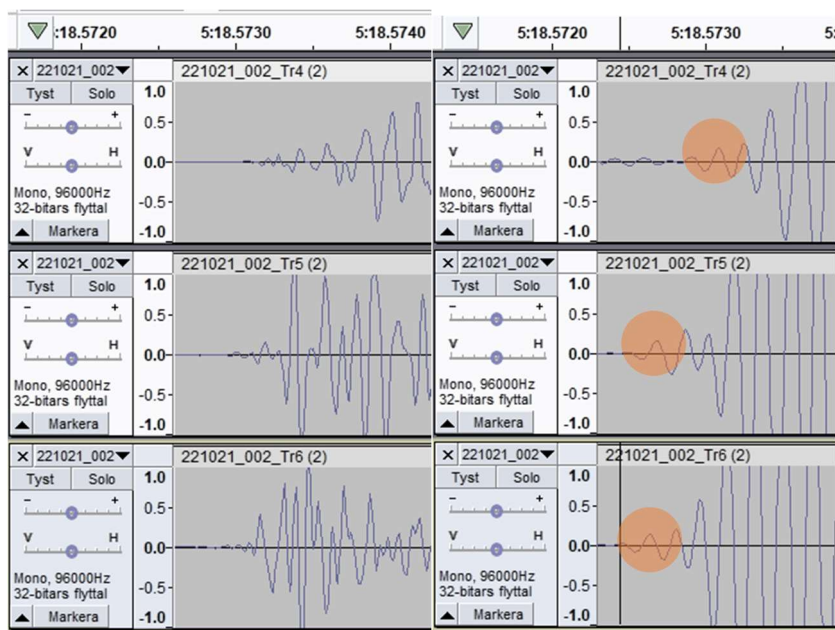 :18.5720 5:18.5730 5:18.5740
× 221021_002▼ 221021_002_Tr4 (2)
Tyst Solo
1.0
- +
0.5-
V H
0.0-
Mono, 96000Hz
-0.5-
32-bitars flyttal
▲ Markera
-1.0
× 221021_002▼ 221021_002_Tr5 (2)
Tyst Solo
1.0
- +
0.5-
V H
0.0-
Mono, 96000Hz
-0.5-
32-bitars flyttal
▲ Markera
-1.0
× 221021_002▼ 221021_002_Tr6 (2)
Tyst Solo
1.0
- +
0.5-
V H
0.0-
Mono, 96000Hz
-0.5-
32-bitars flyttal
▲ Markera
-1.0
5:18.5720 5:18.5730 5:
× 221021_002▼ 221021_002_Tr4 (2)
Tyst Solo
1.0
- +
0.5-
V H
0.0-
Mono, 96000Hz
-0.5-
32-bitars flyttal
▲ Markera
-1.0
× 221021_002▼ 221021_002_Tr5 (2)
Tyst Solo
1.0
- +
0.5-
V H
0.0-
Mono, 96000Hz
-0.5-
32-bitars flyttal
▲ Markera
-1.0
× 221021_002▼ 221021_002_Tr6 (2)
Tyst Solo
1.0
- +
0.5-
V H
0.0-
Mono, 96000Hz
-0.5-
32-bitars flyttal
▲ Markera
-1.0